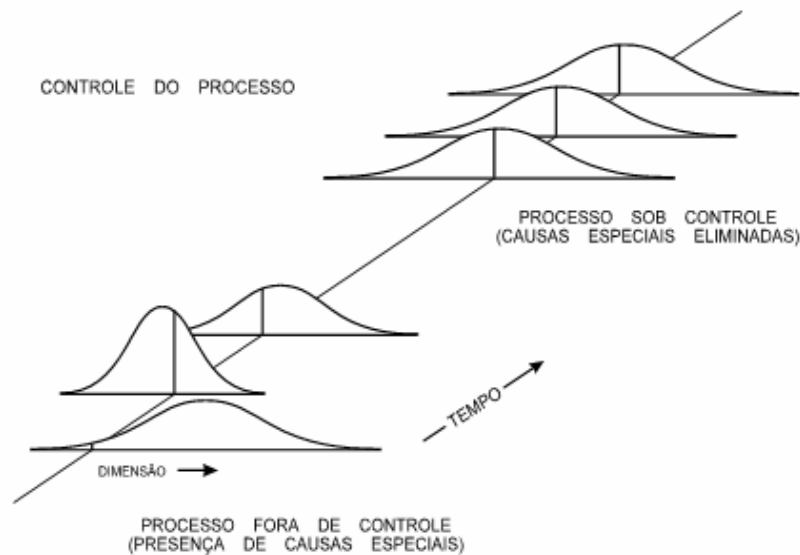 CONTROLE DO PROCESSO
PROCESSO SOB CONTROLE
(CAUSAS ESPECIAIS ELIMINADAS)
TEMPO
DIMENSÃO
PROCESSO FORA DE CONTROLE
(PRESENÇA DE CAUSAS ESPECIAIS)